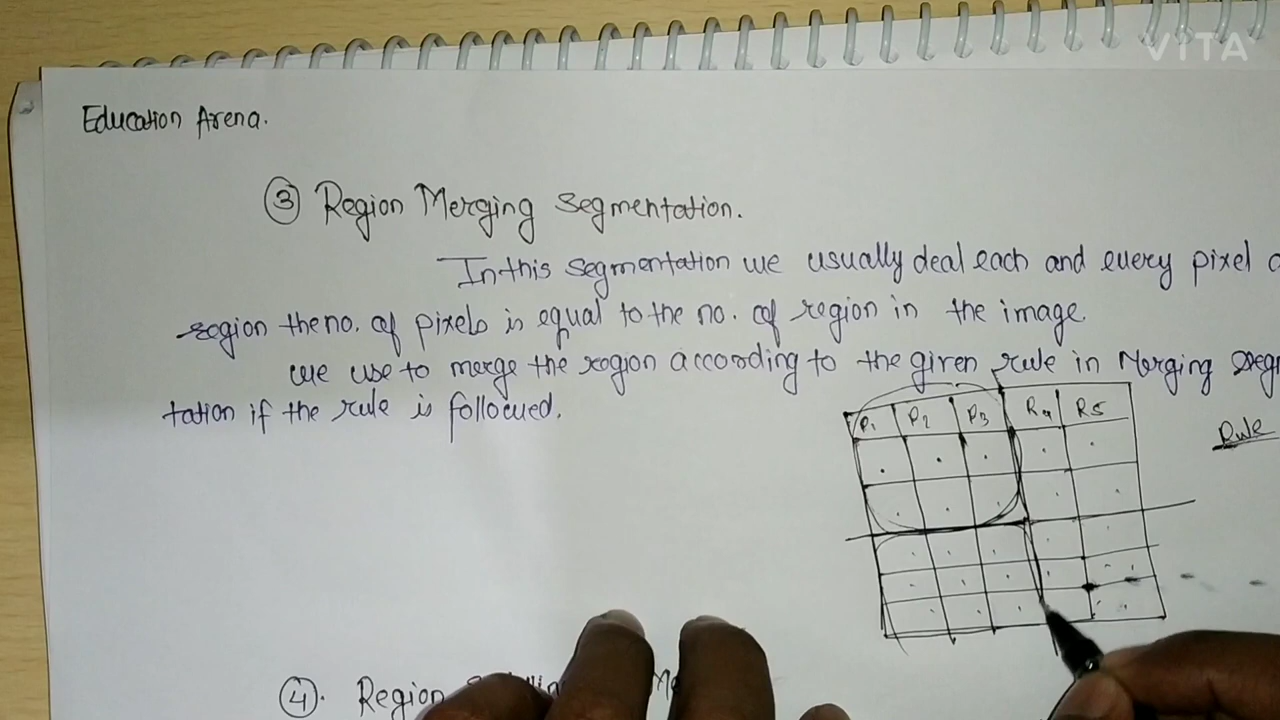 VITA
Education Arena.
③ Region Merging Segmentation.
In this segmentation we usually deal each and every pixel
region the no. of pixels is equal to the no. of region in the image.
we use to merge the region according to the given rule in Merging Seg
tation if the rule is followed.
P1 P2 P3 R4 R5
Rule
④. Region